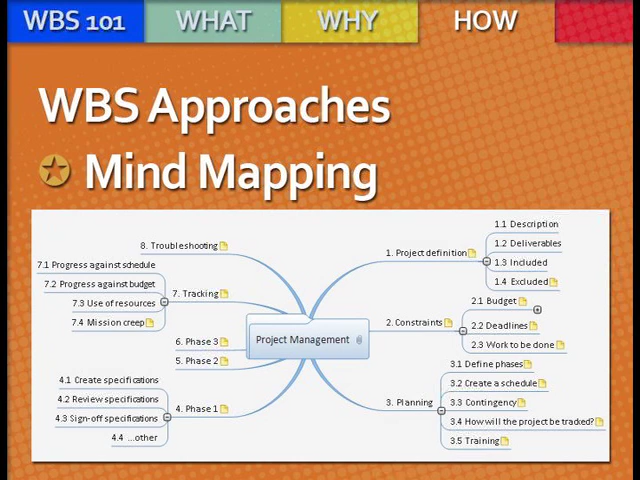 WBS 101 WHAT WHY HOW
WBS Approaches
Mind Mapping
8. Troubleshooting
7.1 Progress against schedule
7.2 Progress against budget
7.3 Use of resources
7.4 Mission creep
7. Tracking
6. Phase 3
5. Phase 2
4.1 Create specifications
4.2 Review specifications
4.3 Sign-off specifications
4.4 ...other
4. Phase 1
Project Management
1. Project definition
1.1 Description
1.2 Deliverables
1.3 Included
1.4 Excluded
2. Constraints
2.1 Budget
2.2 Deadlines
2.3 Work to be done
3. Planning
3.1 Define phases
3.2 Create a schedule
3.3 Contingency
3.4 How will the project be tracked?
3.5 Training